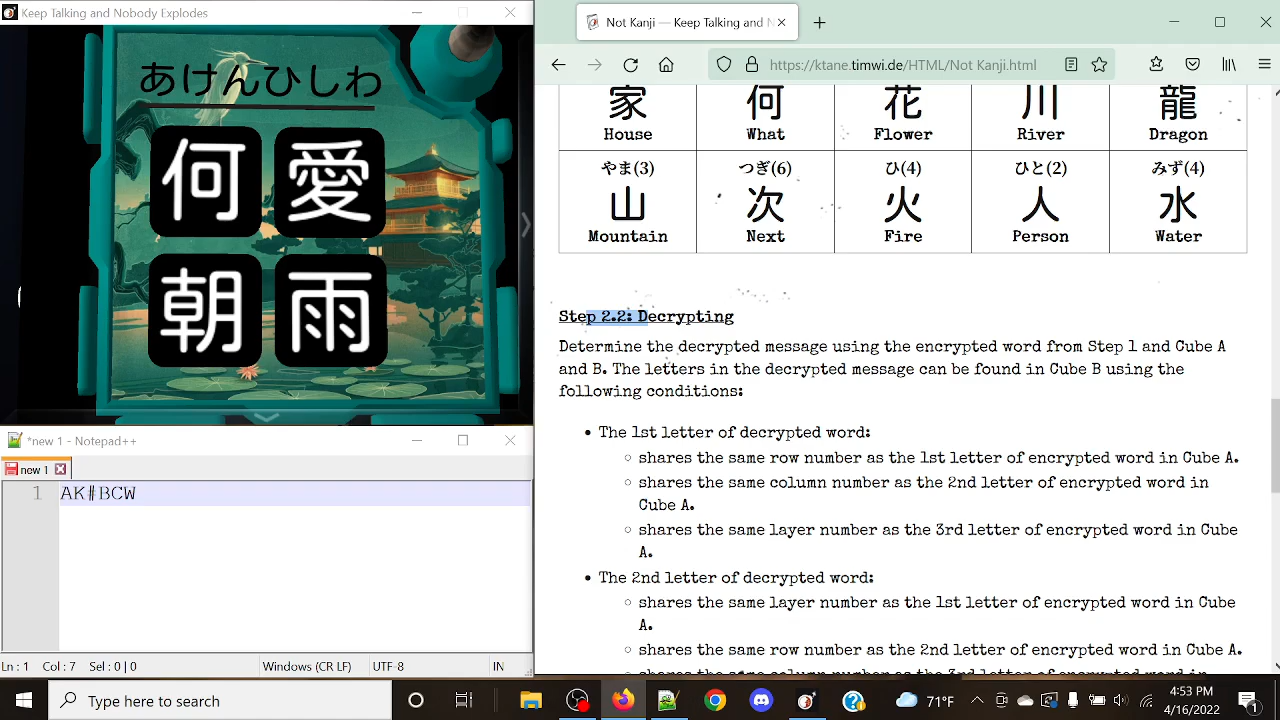 Keep Talking and Nobody Explodes
あけんひしわ
何 愛
朝 雨
*new 1 - Notepad++
new 1
1 AK#BCW
Ln : 1 Col : 7 Sel : 0 | 0 Windows (CR LF) UTF-8 IN
Not Kanji — Keep Talking and N
https://ktane.timwi.de/HTML/Not Kanji.html
家 何 花 川 龍
House What Flower River Dragon
やま(3) つぎ(6) ひ(4) ひと(2) みず(4)
山 次 火 人 水
Mountain Next Fire Person Water
Step 2.2: Decrypting
Determine the decrypted message using the encrypted word from Step 1 and Cube A
and B. The letters in the decrypted message can be found in Cube B using the
following conditions:
• The 1st letter of decrypted word:
○ shares the same row number as the 1st letter of encrypted word in Cube A.
○ shares the same column number as the 2nd letter of encrypted word in
Cube A.
○ shares the same layer number as the 3rd letter of encrypted word in Cube
A.
• The 2nd letter of decrypted word:
○ shares the same layer number as the 1st letter of encrypted word in Cube
A.
○ shares the same row number as the 2nd letter of encrypted word in Cube A.
Type here to search
71°F
4:53 PM
4/16/2022
1